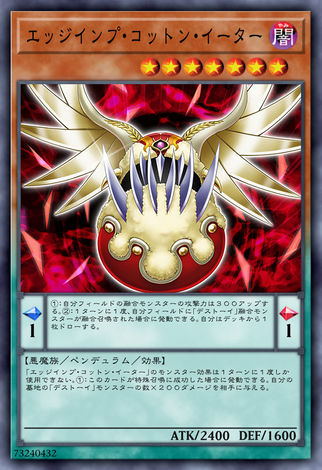 エッジインプ・コットン・イーター
やみ
闇
①:自分フィールドの融合モンスターの攻撃力は３００アップす
る。②:１ターンに１度、自分フィールドに「デストーイ」融合モン
スターが融合召喚された場合に発動できる。自分はデッキから１
枚ドローする。
1
1
【悪魔族／ペンデュラム／効果】
「エッジインプ・コットン・イーター」のモンスター効果は１ターンに１度しか
使用できない。①:このカードが特殊召喚に成功した場合に発動できる。自分の
墓地の「デストーイ」モンスターの数×２００ダメージを相手に与える。
ATK/2400 DEF/1600
73240432